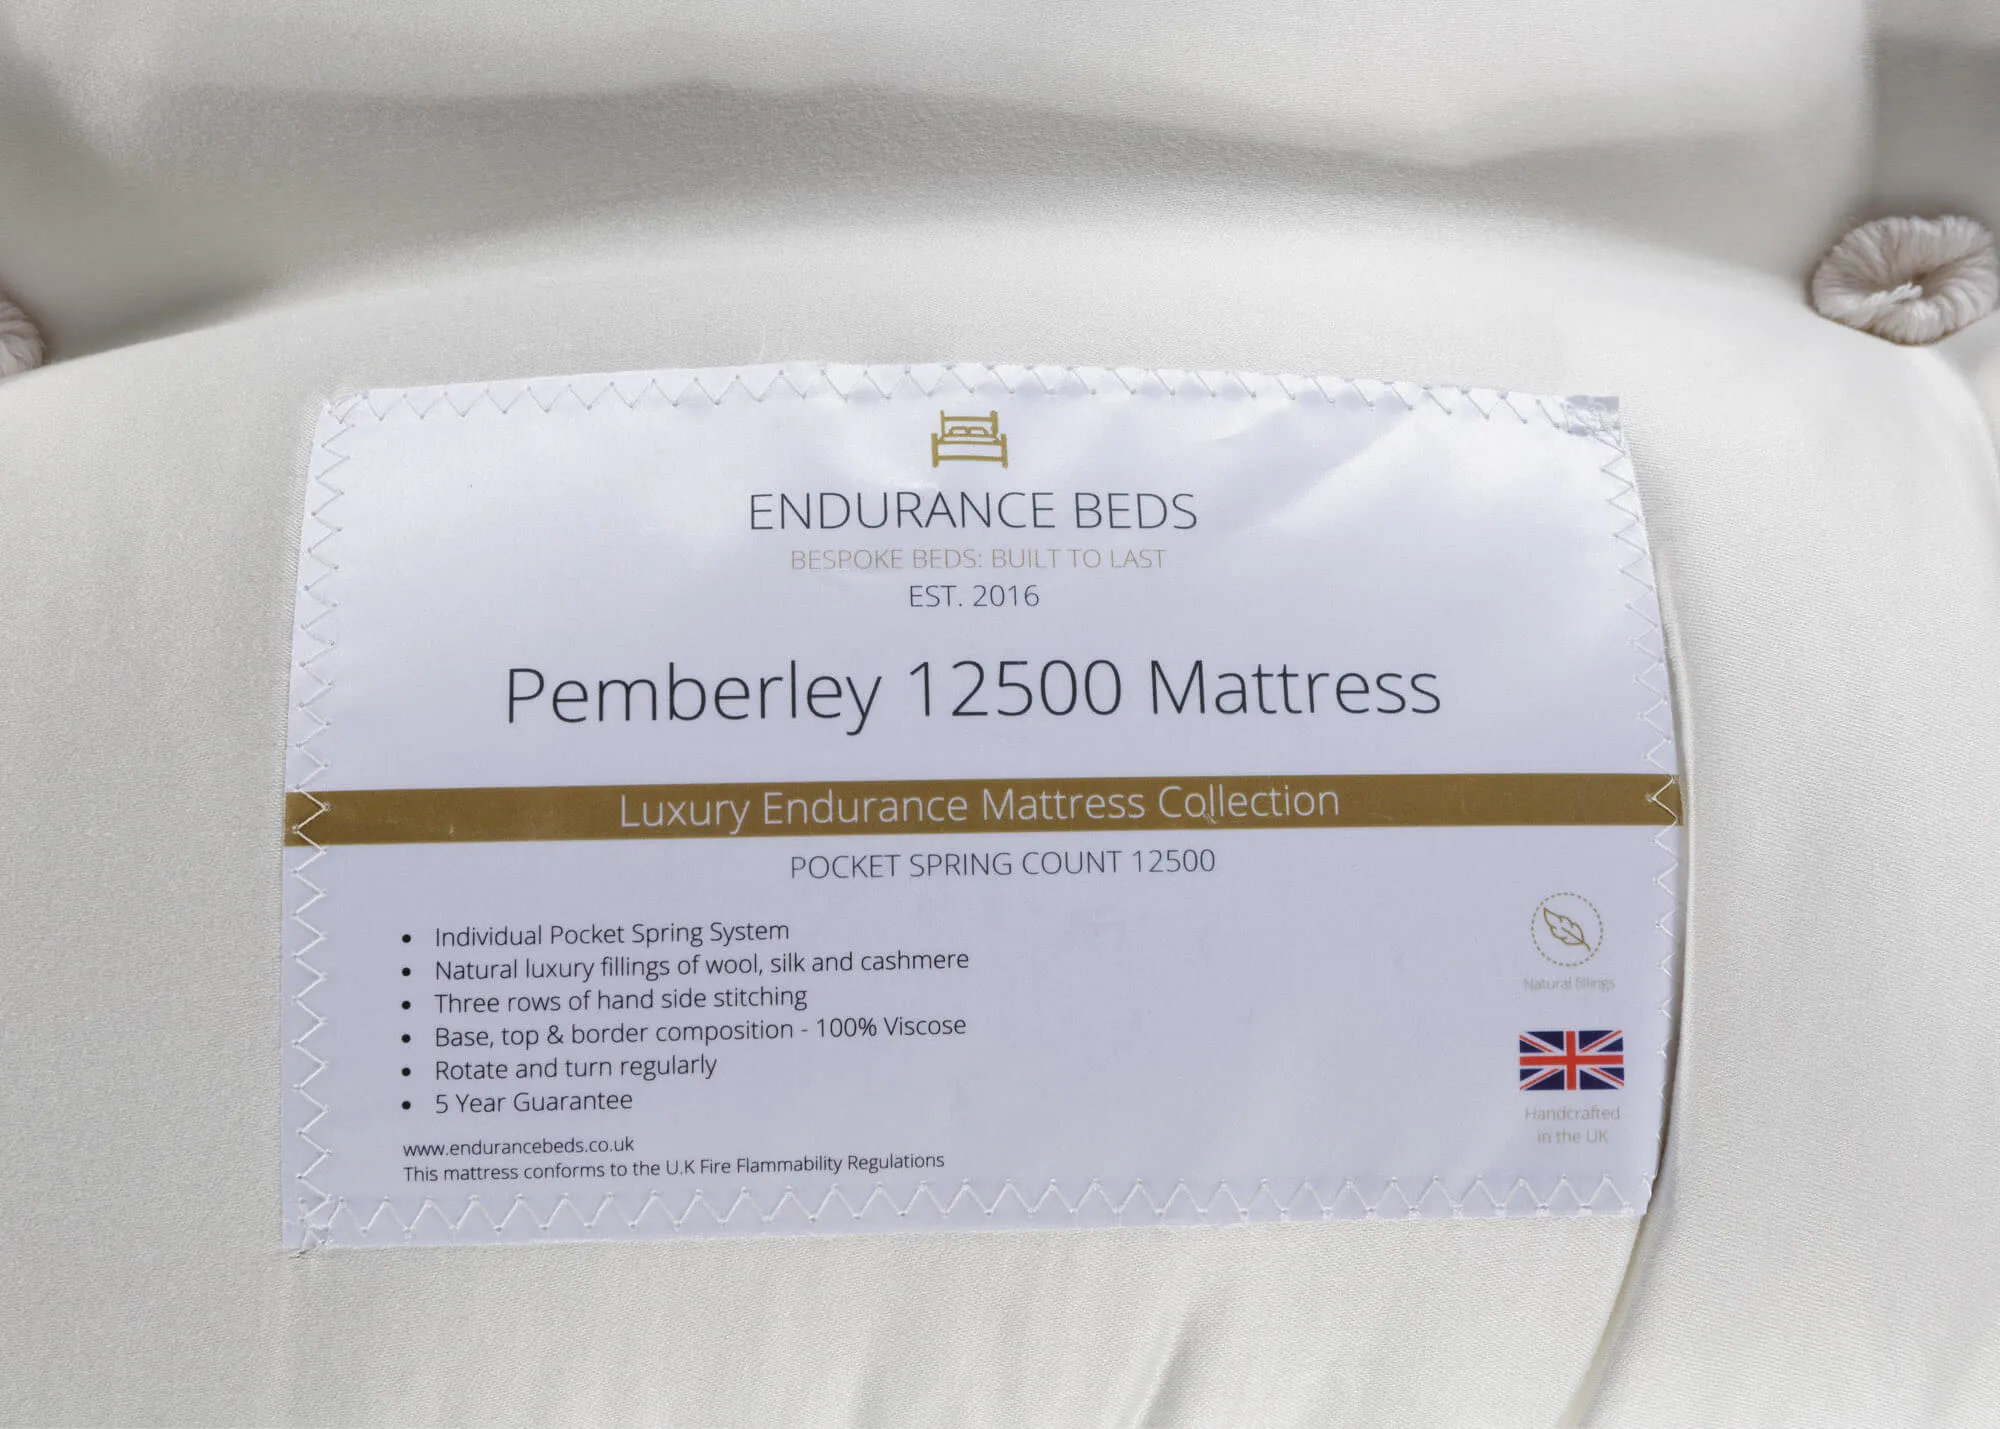 ENDURANCE BEDS
BESPOKE BEDS: BUILT TO LAST
EST. 2016
Pemberley 12500 Mattress
Luxury Endurance Mattress Collection
POCKET SPRING COUNT 12500
• Individual Pocket Spring System
• Natural luxury fillings of wool, silk and cashmere
• Three rows of hand side stitching
• Base, top & border composition - 100% Viscose
• Rotate and turn regularly
• 5 Year Guarantee
www.endurancebeds.co.uk
This mattress conforms to the U.K Fire Flammability Regulations
Natural fillings
Handcrafted
in the UK